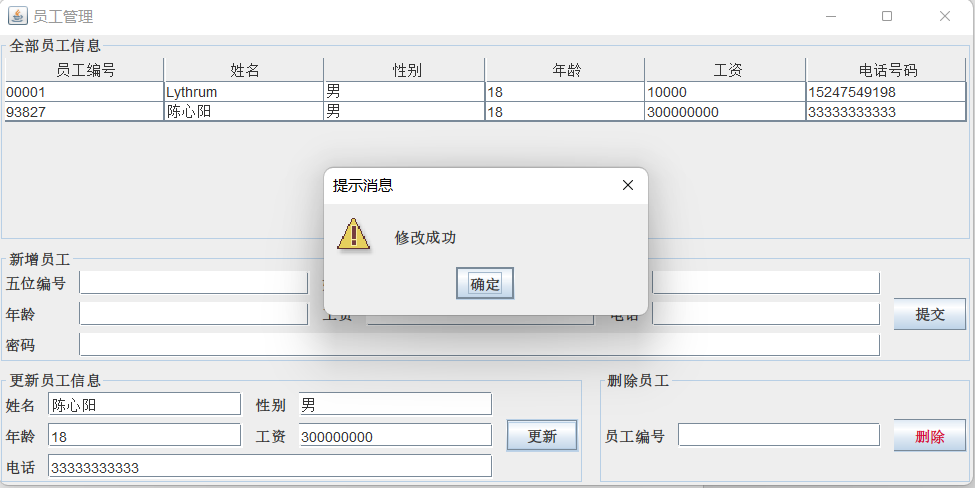 员工管理
全部员工信息
员工编号 姓名 性别 年龄 工资 电话号码
00001 Lythrum 男 18 10000 15247549198
93827 陈心阳 男 18 300000000 33333333333
提示消息
修改成功
确定
新增员工
五位编号
年龄 工资 电话 提交
密码
更新员工信息 删除员工
姓名 陈心阳 性别 男
年龄 18 工资 300000000 更新 员工编号 删除
电话 33333333333